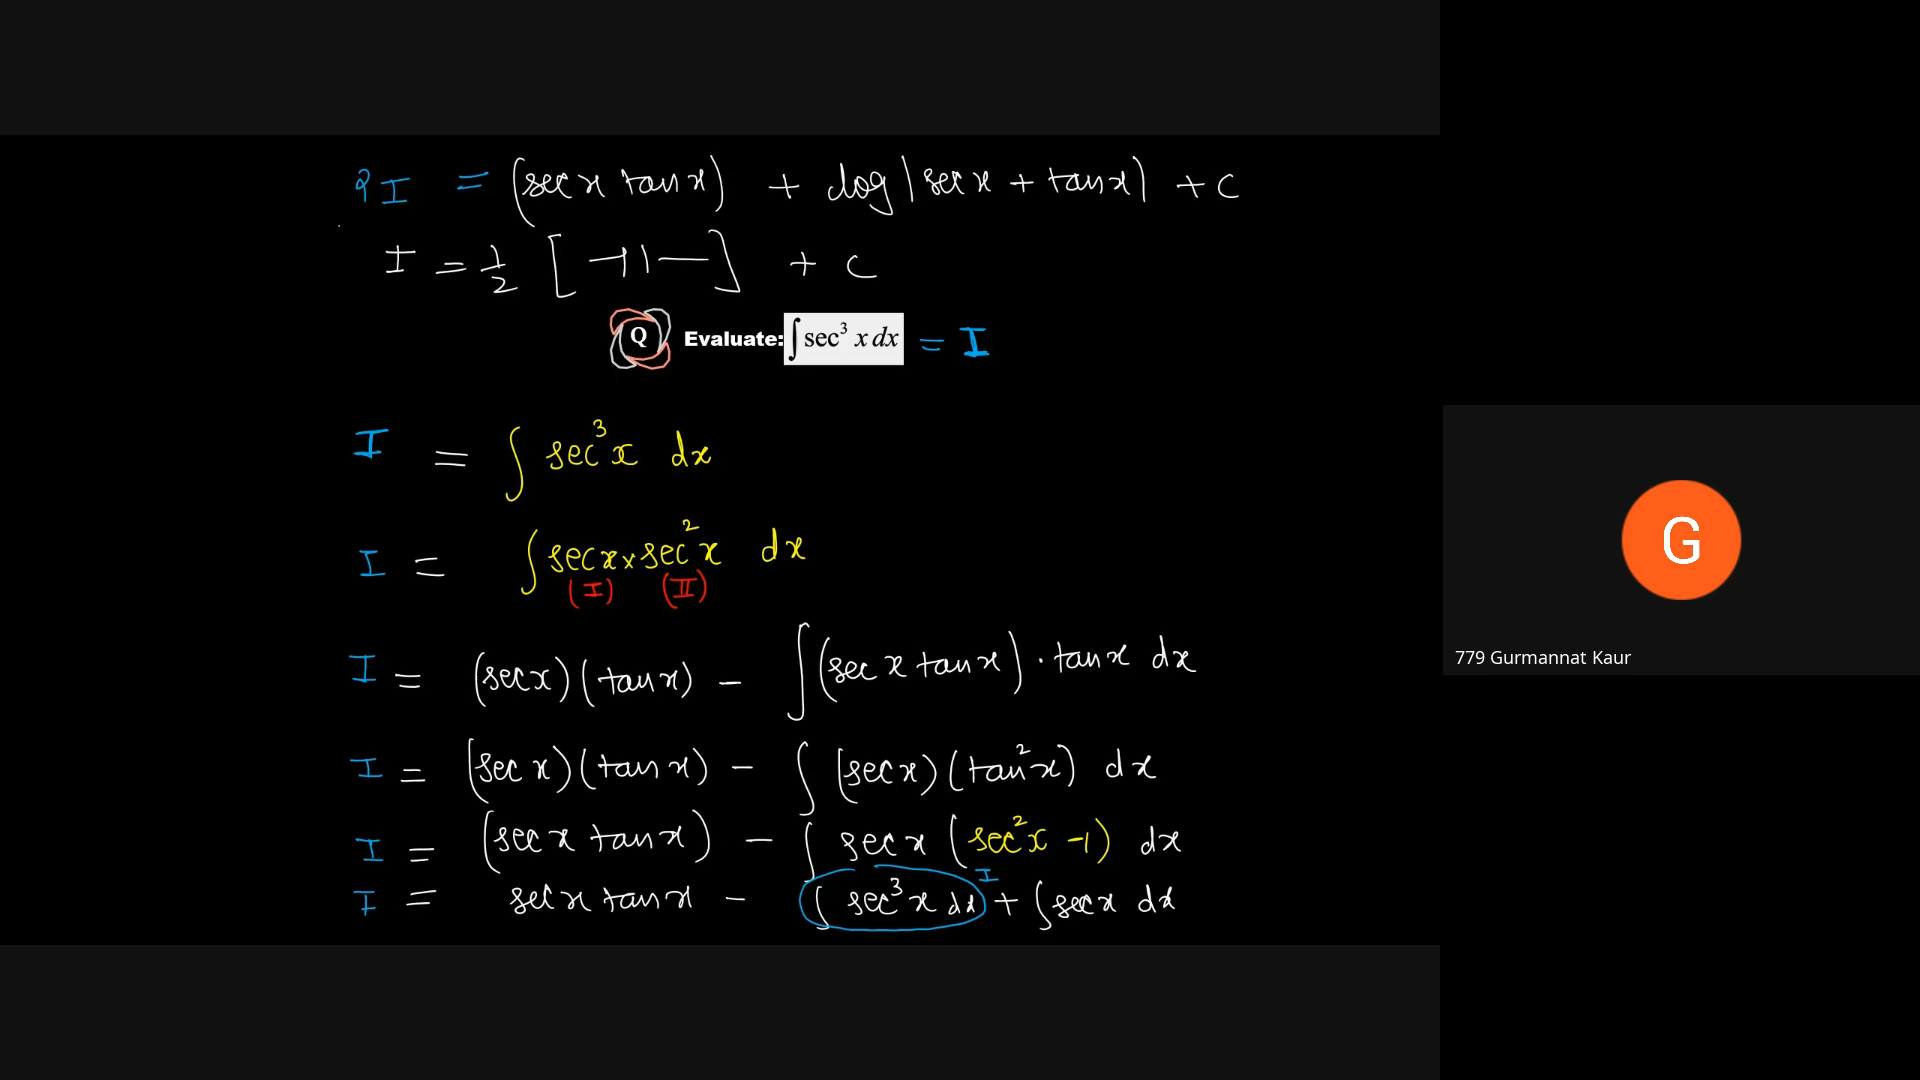 2I = (sec x tan x) + log|sec x + tan x| + c
I = 1/2 [ —||— ] + c
Q Evaluate: ∫ sec³ x dx = I
I = ∫ sec³x dx
I = ∫ sec x × sec²x dx
(I) (II)
I = (sec x)(tan x) - ∫ (sec x tan x) · tan x dx
I = (sec x)(tan x) - ∫ (sec x)(tan²x) dx
I = (sec x tan x) - ∫ sec x (sec²x - 1) dx
I
I = sec x tan x - ∫ sec³x dx + ∫ sec x dx
G
779 Gurmannat Kaur